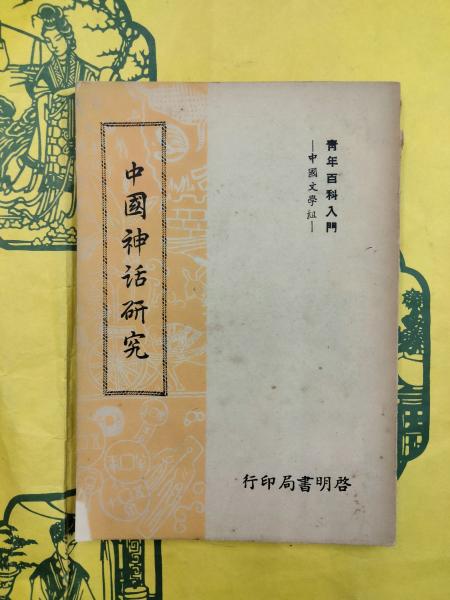 青年百科入門
—中國文學組—
中國神话研究
啓明書局印行